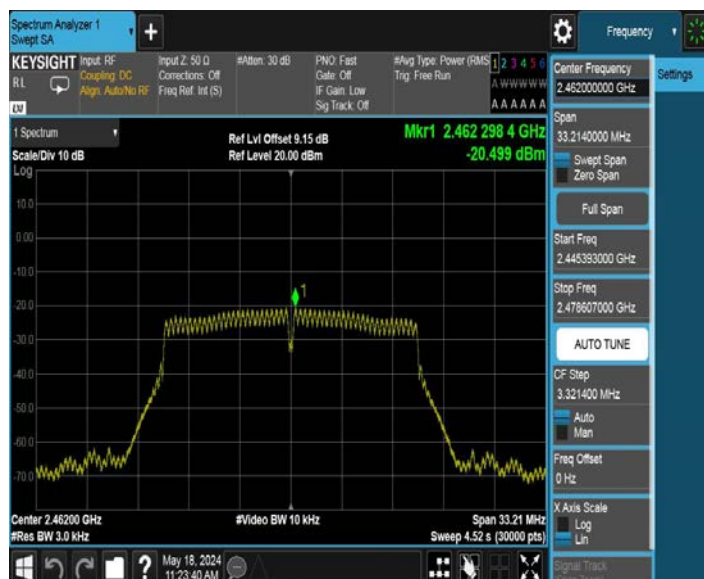 Spectrum Analyzer 1
Swept SA
+
Frequency
KEYSIGHT
RL
LXI
Input: RF
Coupling: DC
Align: Auto/No RF
Input Z: 50 Ω
Corrections: Off
Freq Ref: Int (S)
#Atten: 30 dB
PNO: Fast
Gate: Off
IF Gain: Low
Sig Track: Off
#Avg Type: Power (RMS
Trig: Free Run
1 2 3 4 5 6
A W W W W W
A A A A A A
1 Spectrum
Scale/Div 10 dB
Log
Ref Lvl Offset 9.15 dB
Ref Level 20.00 dBm
Mkr1 2.462 298 4 GHz
-20.499 dBm
10.0
0.00
-10.0
-20.0
-30.0
-40.0
-50.0
-60.0
-70.0
1
Center 2.46200 GHz
#Res BW 3.0 kHz
#Video BW 10 kHz
Span 33.21 MHz
Sweep 4.52 s (30000 pts)
?
May 18, 2024
11:23:40 AM
Center Frequency
2.462000000 GHz
Settings
Span
33.2140000 MHz
Swept Span
Zero Span
Full Span
Start Freq
2.445393000 GHz
Stop Freq
2.478607000 GHz
AUTO TUNE
CF Step
3.321400 MHz
Auto
Man
Freq Offset
0 Hz
X Axis Scale
Log
Lin
Signal Track